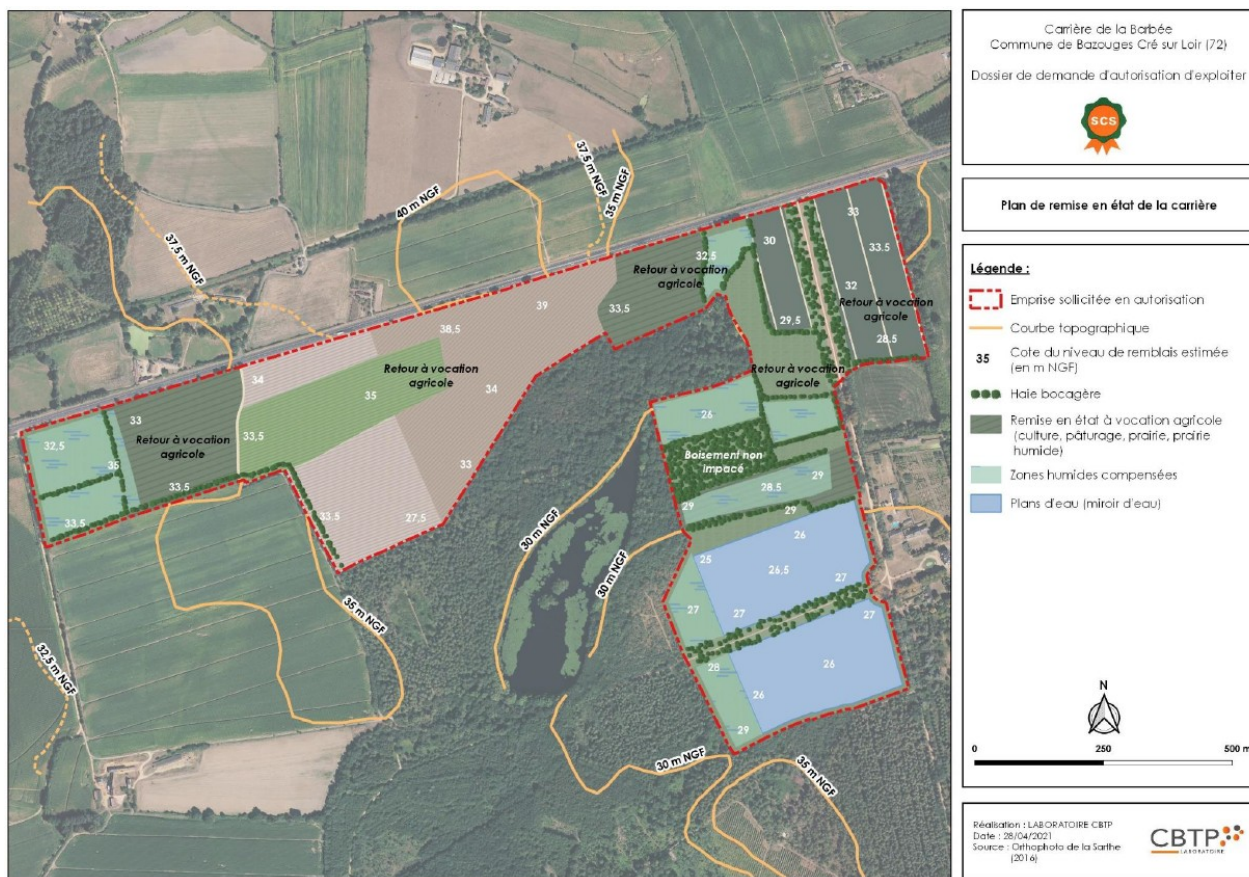 Carrière de la Barbée
Commune de Bazouges Cré sur Loir (72)
Dossier de demande d'autorisation d'exploiter
SCS
Plan de remise en état de la carrière
Légende :
Emprise sollicitée en autorisation
Courbe topographique
35
Cote du niveau de remblais estimée
(en m NGF)
Haie bocagère
Remise en état à vocation agricole
(culture, pâturage, prairie, prairie
humide)
Zones humides compensées
Plans d'eau (miroir d'eau)
N
0
250
500 m
Réalisation : LABORATOIRE CBTP
Date : 28/04/2021
Source : Orthophoto de la Sarthe
(2016)
CBTP
LABORATOIRE
37,5 m NGF
37,5 m NGF
40 m NGF
37,5 m NGF
35 m NGF
33
33,5
30
32
32,5
Retour à vocation
agricole
33,5
29,5
Retour à vocation
agricole
28,5
39
38,5
34
Retour à vocation
agricole
35
34
Retour à vocation
agricole
33
32,5
35
Retour à vocation
agricole
33,5
33,5
33,5
33
33,5
27,5
26
Boisement non
impacé
29
28,5
29
29
30 m NGF
30 m NGF
25
26
26,5
27
27
27
27
28
26
26
29
35 m NGF
32,5 m NGF
30 m NGF
35 m NGF